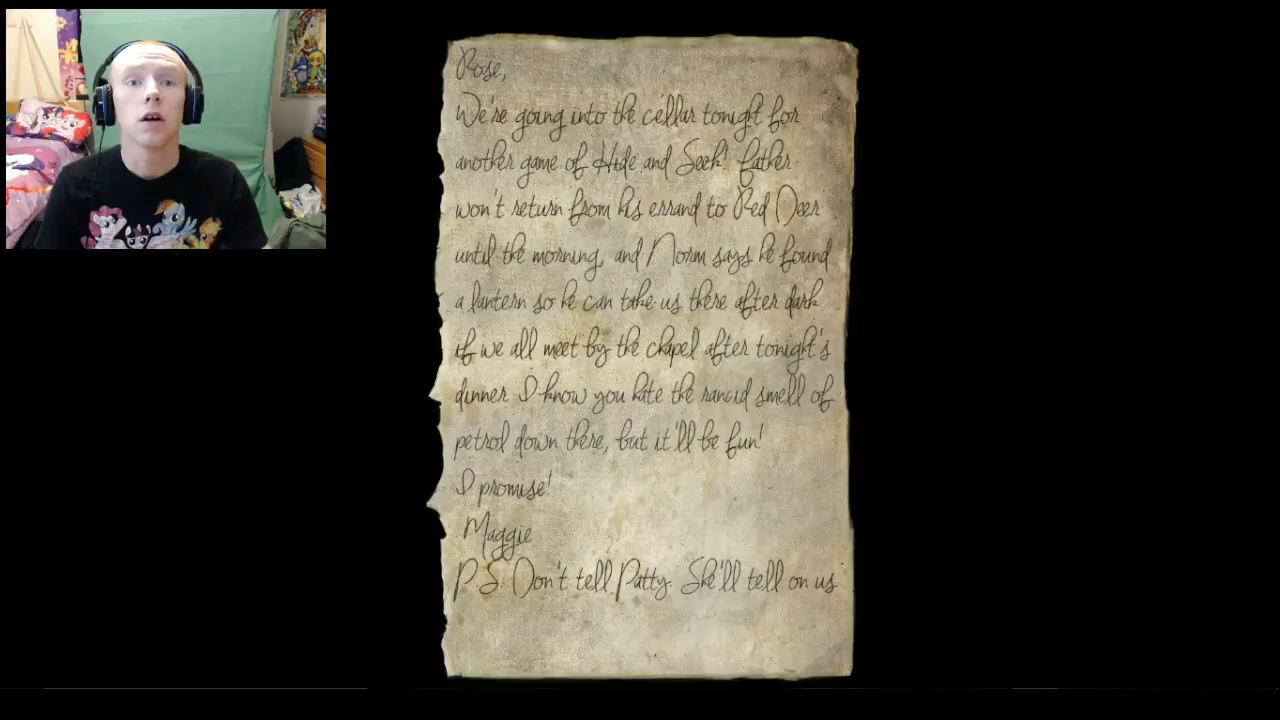 Rose,
We're going into the cellar tonight for
another game of Hide and Seek! Father
won't return from his errand to Red Deer
until the morning, and Norm says he found
a lantern so he can take us there after dark
if we all meet by the chapel after tonight's
dinner. I know you hate the rancid smell of
petrol down there, but it'll be fun!
I promise!
Maggie
P.S. Don't tell Patty. She'll tell on us